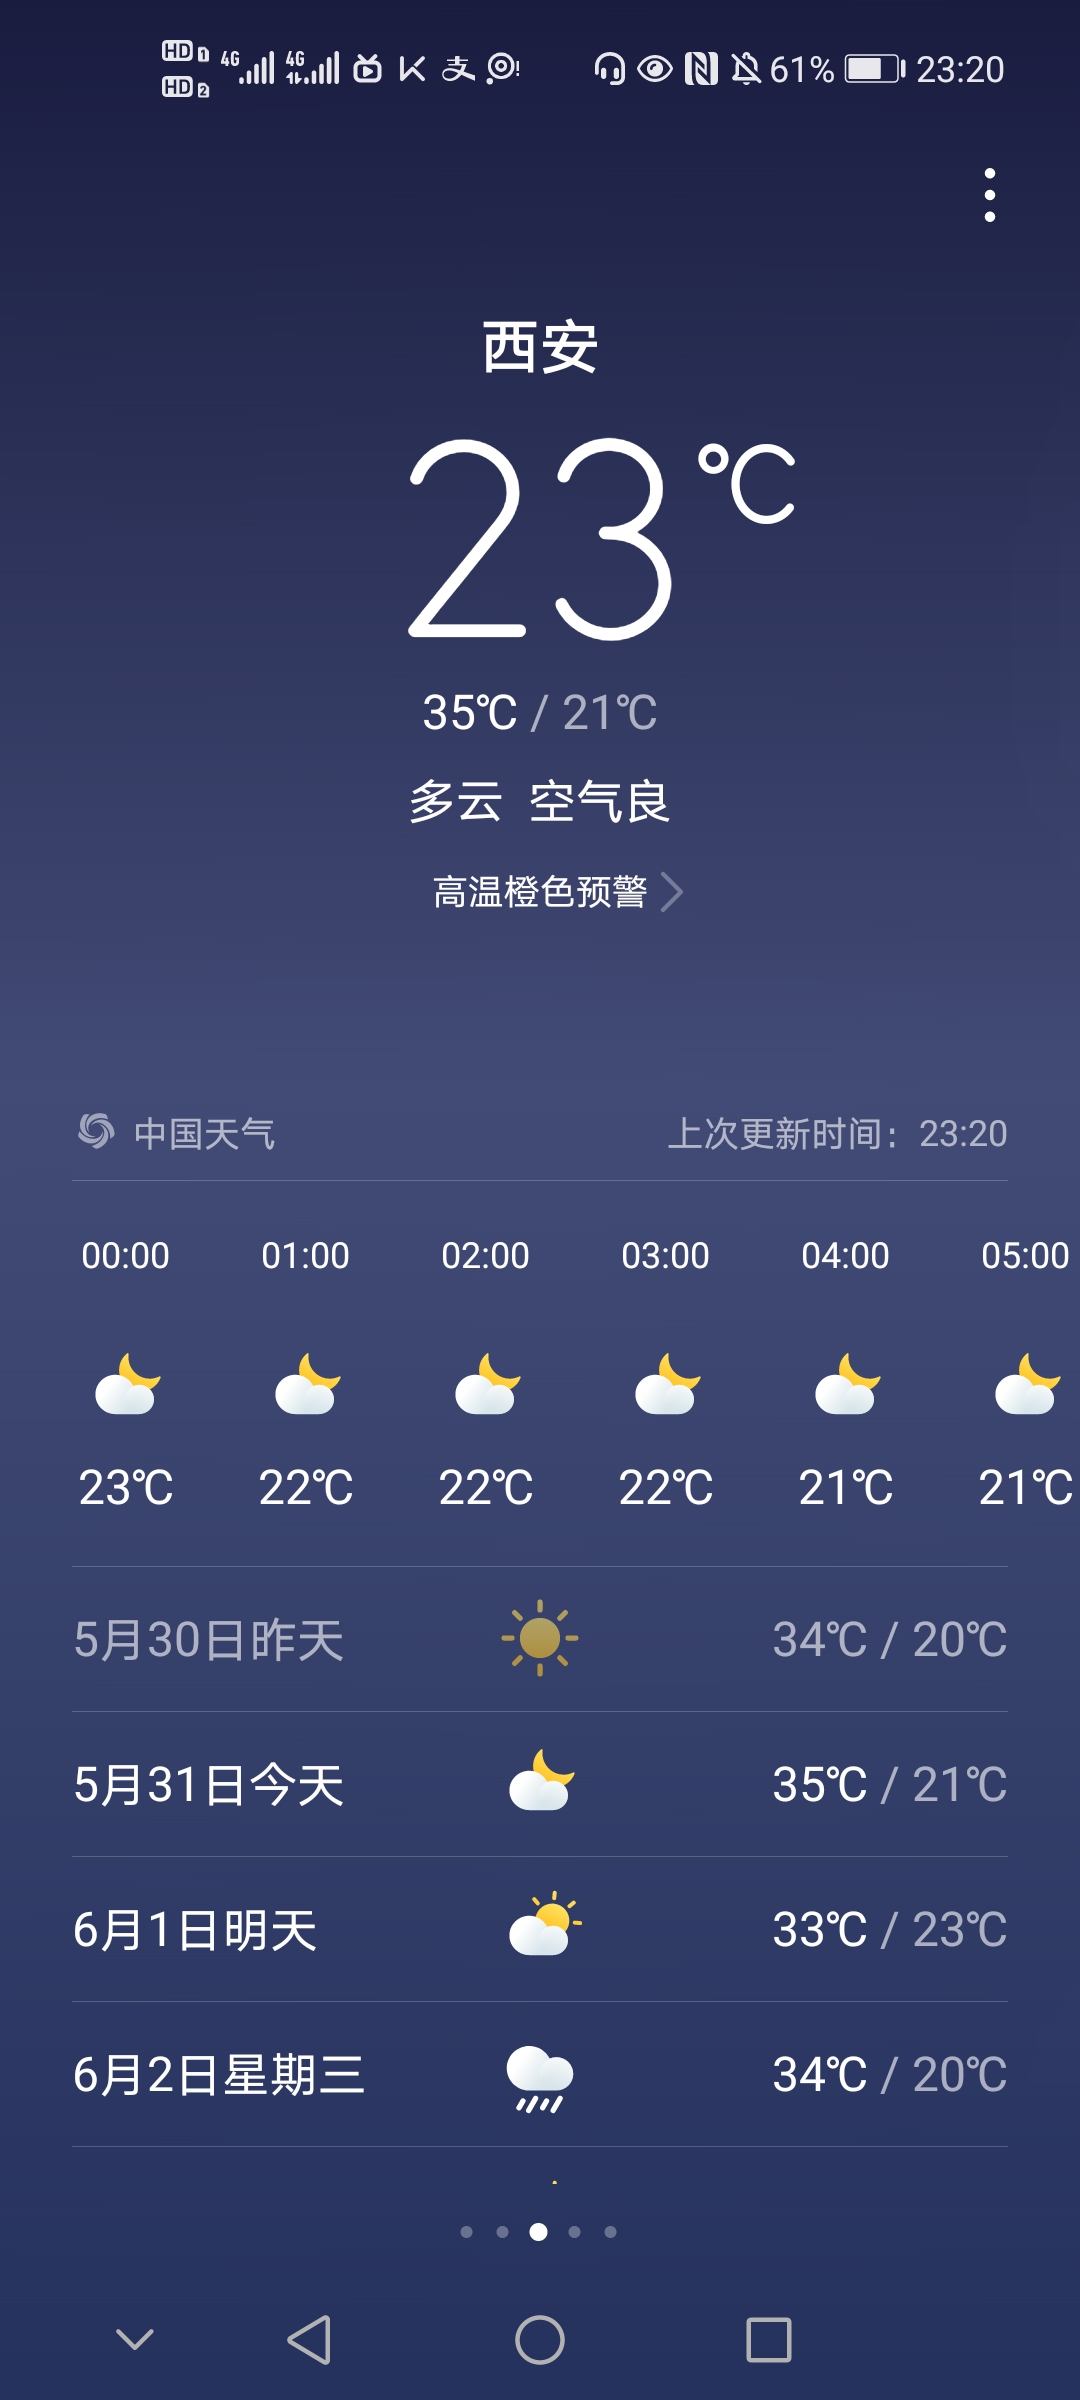 HD 1 4G 4G 61% 23:20
HD 2
西安
23℃
35℃ / 21℃
多云 空气良
高温橙色预警
中国天气 上次更新时间：23:20
00:00 01:00 02:00 03:00 04:00 05:00
23℃ 22℃ 22℃ 22℃ 21℃ 21℃
5月30日昨天 34℃ / 20℃
5月31日今天 35℃ / 21℃
6月1日明天 33℃ / 23℃
6月2日星期三 34℃ / 20℃